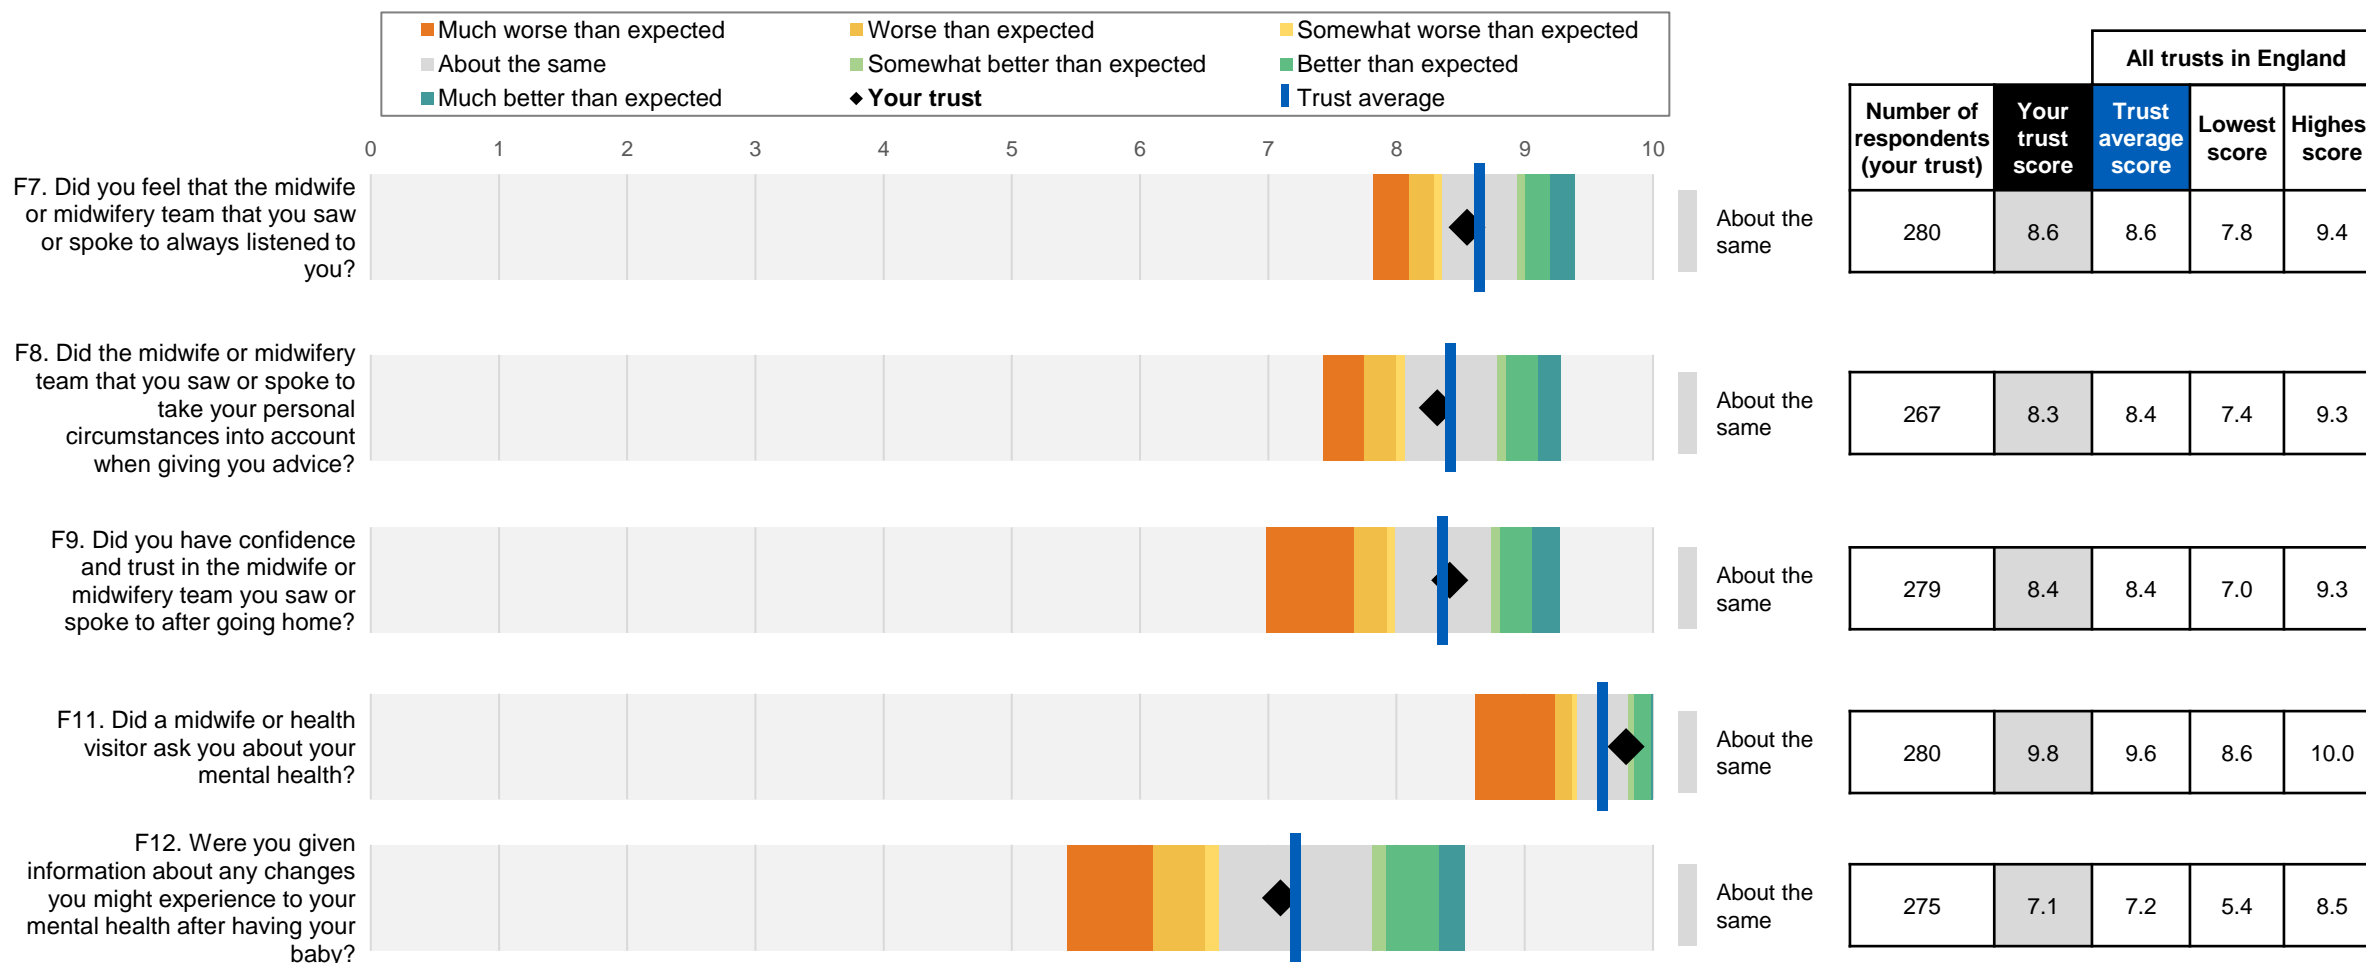 Much worse than expected
Worse than expected
Somewhat worse than expected
About the same
Somewhat better than expected
Better than expected
Much better than expected
Your trust
Trust average
All trusts in England
Number of respondents (your trust)
Your trust score
Trust average score
Lowest score
Highes score
0 1 2 3 4 5 6 7 8 9 10
F7. Did you feel that the midwife
or midwifery team that you saw
or spoke to always listened to
you?
About the
same
280 8.6 8.6 7.8 9.4
F8. Did the midwife or midwifery
team that you saw or spoke to
take your personal
circumstances into account
when giving you advice?
About the
same
267 8.3 8.4 7.4 9.3
F9. Did you have confidence
and trust in the midwife or
midwifery team you saw or
spoke to after going home?
About the
same
279 8.4 8.4 7.0 9.3
F11. Did a midwife or health
visitor ask you about your
mental health?
About the
same
280 9.8 9.6 8.6 10.0
F12. Were you given
information about any changes
you might experience to your
mental health after having your
baby?
About the
same
275 7.1 7.2 5.4 8.5